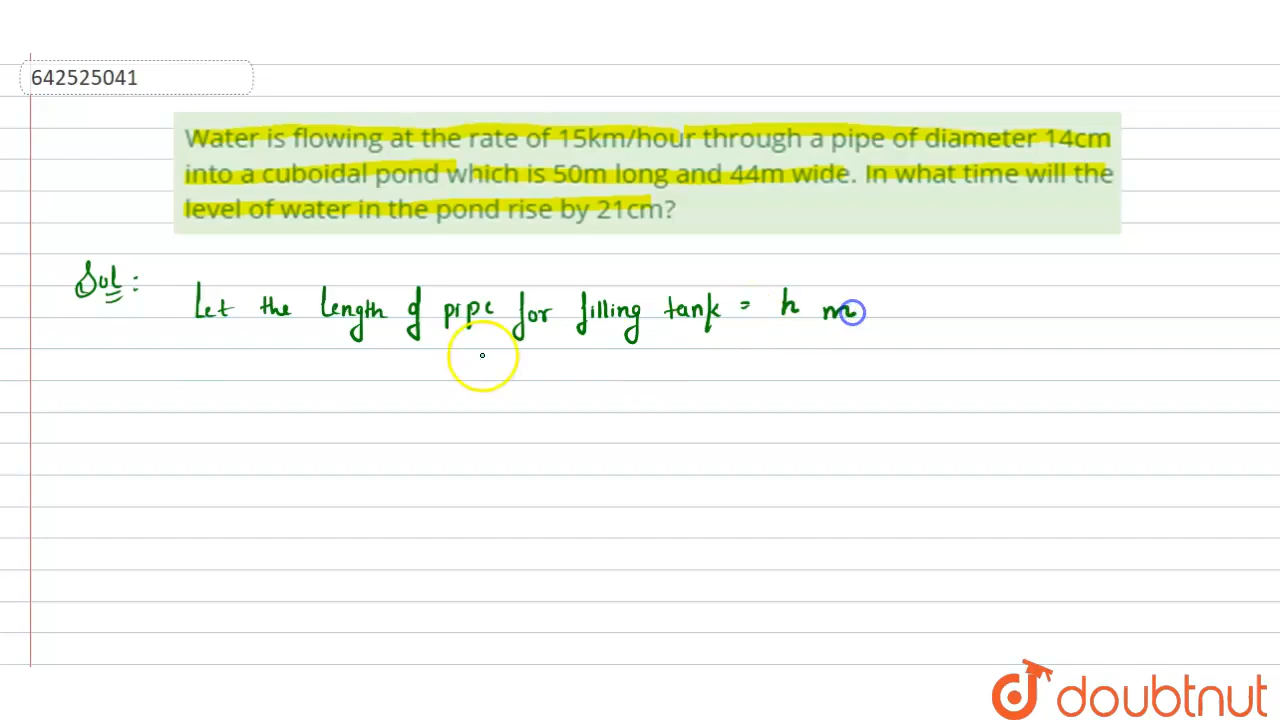 642525041
Water is flowing at the rate of 15km/hour through a pipe of diameter 14cm
into a cuboidal pond which is 50m long and 44m wide. In what time will the
level of water in the pond rise by 21cm?
Sol :
Let the length of pipe for filling tank = h m
doubtnut